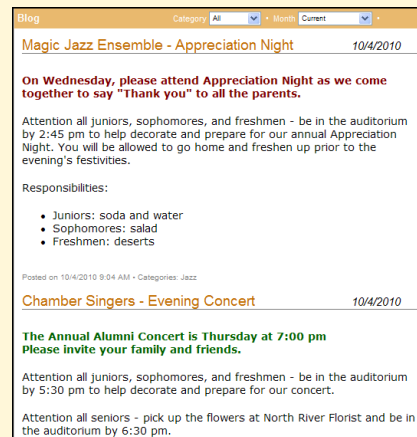 Blog Category All • Month Current •
Magic Jazz Ensemble - Appreciation Night 10/4/2010
On Wednesday, please attend Appreciation Night as we come
together to say "Thank you" to all the parents.
Attention all juniors, sophomores, and freshmen - be in the auditorium
by 2:45 pm to help decorate and prepare for our annual Appreciation
Night. You will be allowed to go home and freshen up prior to the
evening's festivities.
Responsibilities:
• Juniors: soda and water
• Sophomores: salad
• Freshmen: deserts
Posted on 10/4/2010 9:04 AM • Categories: Jazz
Chamber Singers - Evening Concert 10/4/2010
The Annual Alumni Concert is Thursday at 7:00 pm
Please invite your family and friends.
Attention all juniors, sophomores, and freshmen - be in the auditorium
by 5:30 pm to help decorate and prepare for our concert.
Attention all seniors - pick up the flowers at North River Florist and be in
the auditorium by 6:30 pm.